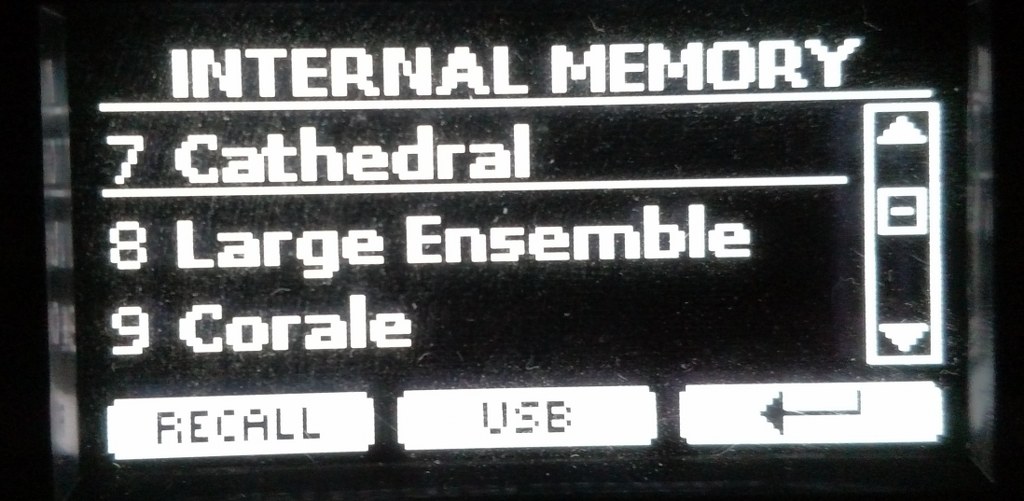 INTERNAL MEMORY
7 Cathedral
8 Large Ensemble
9 Corale
RECALL USB